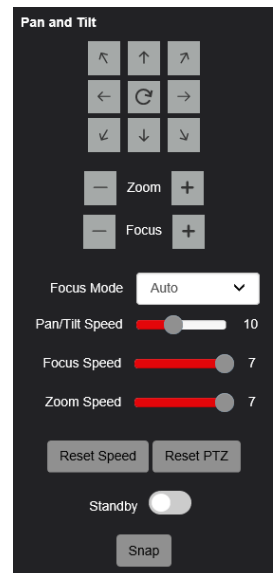 Pan and Tilt
Zoom
Focus
Focus Mode Auto
Pan/Tilt Speed 10
Focus Speed 7
Zoom Speed 7
Reset Speed Reset PTZ
Standby
Snap